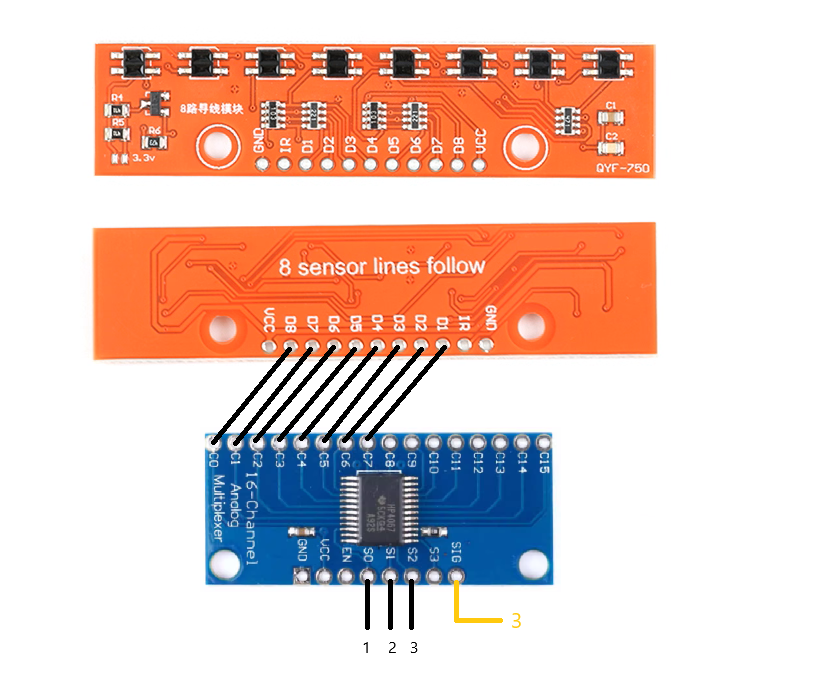 R4
R5
R6
3.3v
8路寻线模块
GND IR D1 D2 D3 D4 D5 D6 D7 D8 VCC
C1
C2
QYF-750
8 sensor lines follow
VCC D8 D7 D6 D5 D4 D3 D2 D1 IR GND
C0 C1 C2 C3 C4 C5 C6 C7 C8 C9 C10 C11 C12 C13 C14 C15
16-Channel
Analog
Multiplexer
HP4067
GND VCC EN S0 S1 S2 S3 SIG
1 2 3
3